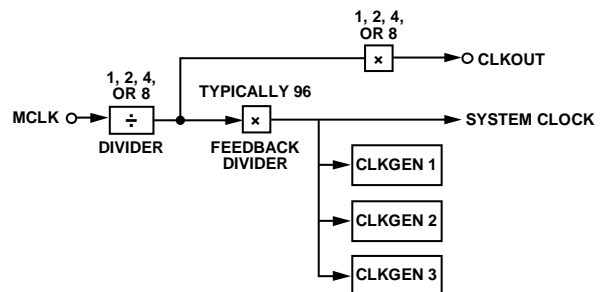 1, 2, 4,
OR 8
×
CLKOUT
1, 2, 4,
OR 8
TYPICALLY 96
MCLK
÷
×
SYSTEM CLOCK
DIVIDER
FEEDBACK
DIVIDER
CLKGEN 1
CLKGEN 2
CLKGEN 3